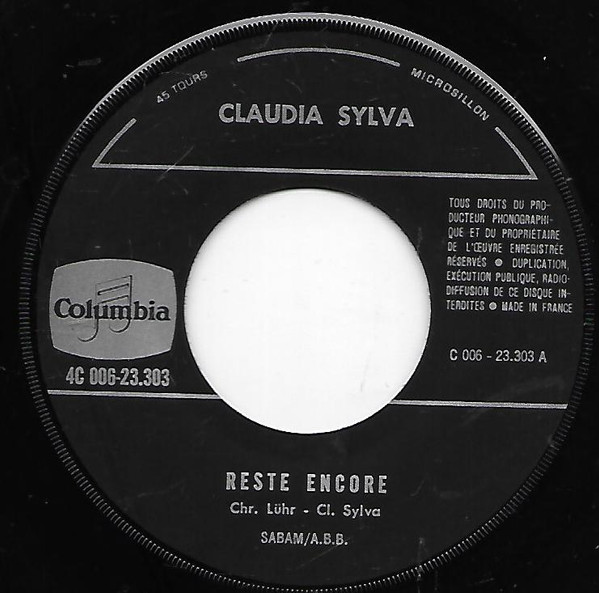 45 TOURS
MICROSILLON
CLAUDIA SYLVA
TOUS DROITS DU PRO-
DUCTEUR PHONOGRAPHI-
QUE ET DU PROPRIÉTAIRE
DE L'ŒUVRE ENREGISTRÉE
RÉSERVÉS ● DUPLICATION,
EXÉCUTION PUBLIQUE, RADIO-
DIFFUSION DE CE DISQUE IN-
TERDITES ● MADE IN FRANCE
Columbia
4C 006-23.303
C 006 - 23.303 A
RESTE ENCORE
Chr. Lühr - Cl. Sylva
SABAM/A.B.B.